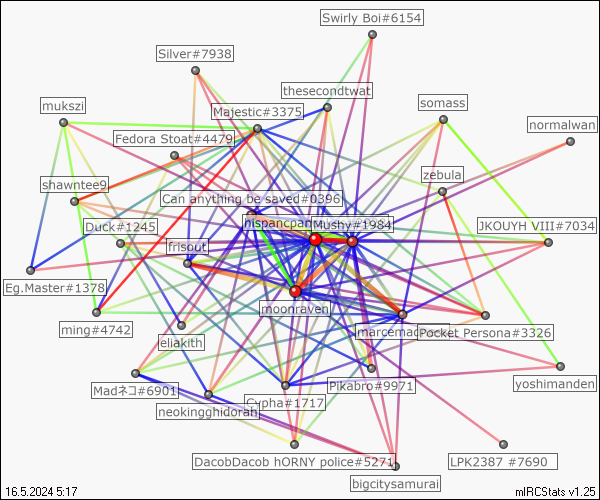 Swirly Boi#6154
Silver#7938
thesecondtwat
mukszi
Majestic#3375
somass
Fedora Stoat#4479
normalwan
zebula
shawntee9
Can anything be saved#0396
Duck#1245
Mushy#1984
JKOUYH VIII#7034
frisout
Eg.Master#1378
moonraven
ming#4742
Pocket Persona#3326
eliakith
Madネコ#6901
Pikabro#9971
yoshimanden
Cypha#1717
neokingghidorah
DacobDacob hORNY police#5271
LPK2387 #7690
bigcitysamurai
16.5.2024 5:17
mIRCStats v1.25